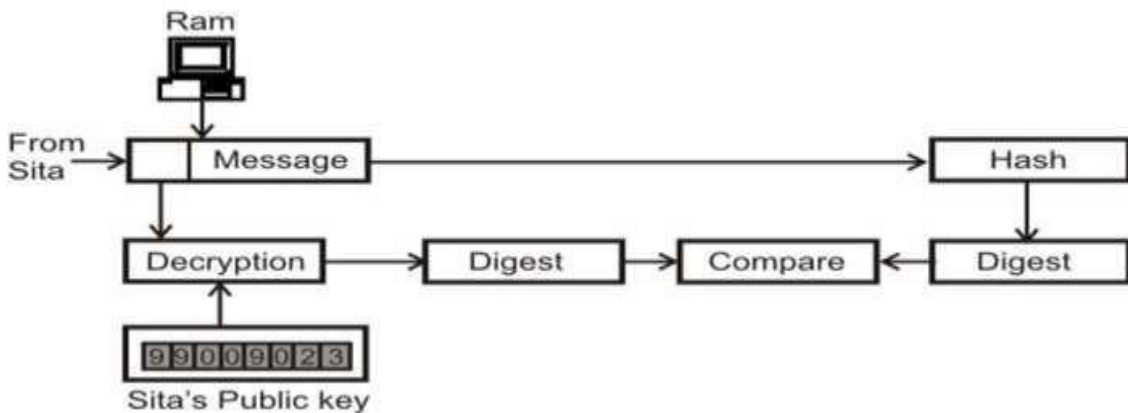 Ram
From
Sita
Message
Hash
Decryption
Digest
Compare
Digest
99009023
Sita's Public key